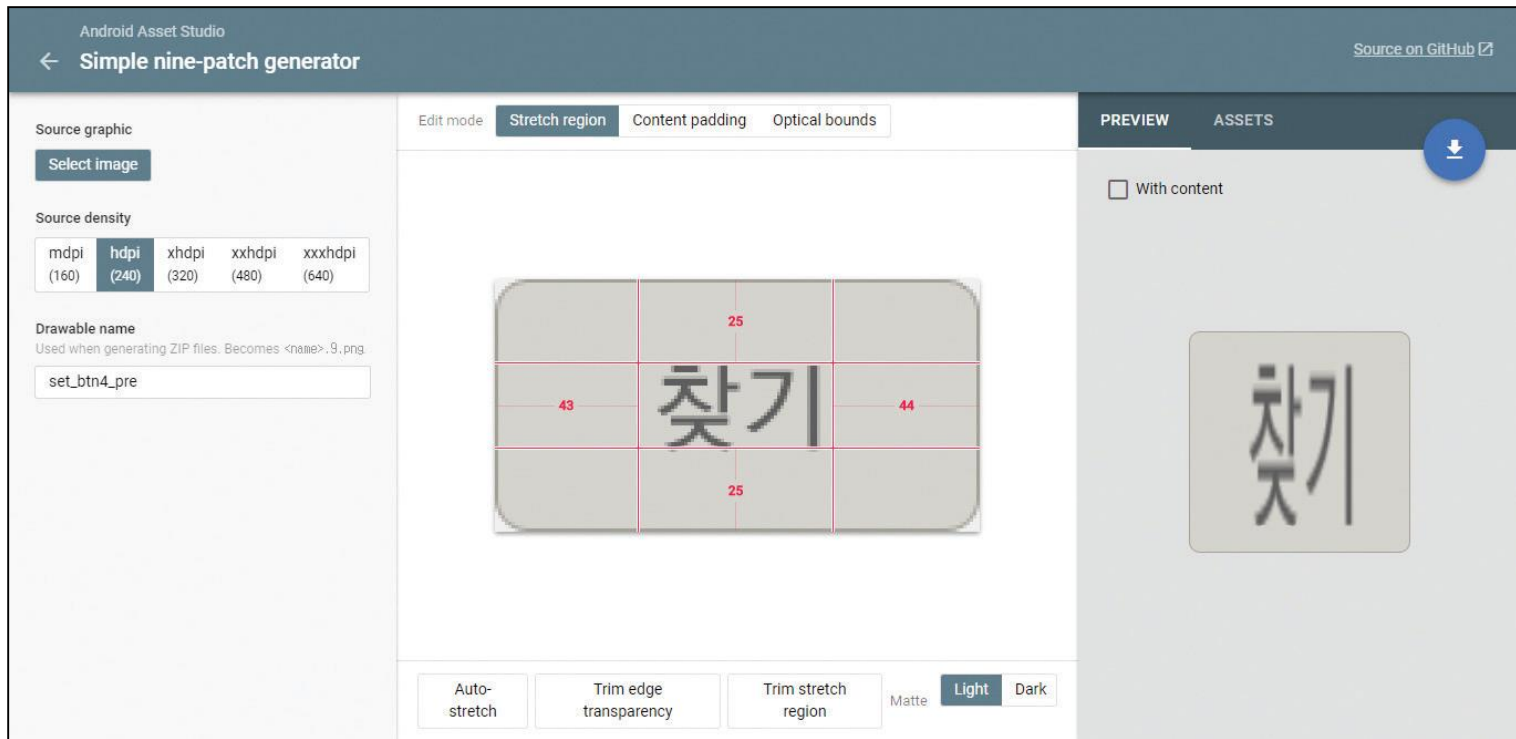 Android Asset Studio
← Simple nine-patch generator
Source on GitHub
Source graphic
Select image
Source density
mdpi (160)
hdpi (240)
xhdpi (320)
xxhdpi (480)
xxxhdpi (640)
Drawable name
Used when generating ZIP files. Becomes <name>.9.png
set_btn4_pre
Edit mode Stretch region Content padding Optical bounds
25
43 찾기 44
25
Auto-
stretch
Trim edge
transparency
Trim stretch
region
Matte Light Dark
PREVIEW ASSETS
With content
찾기